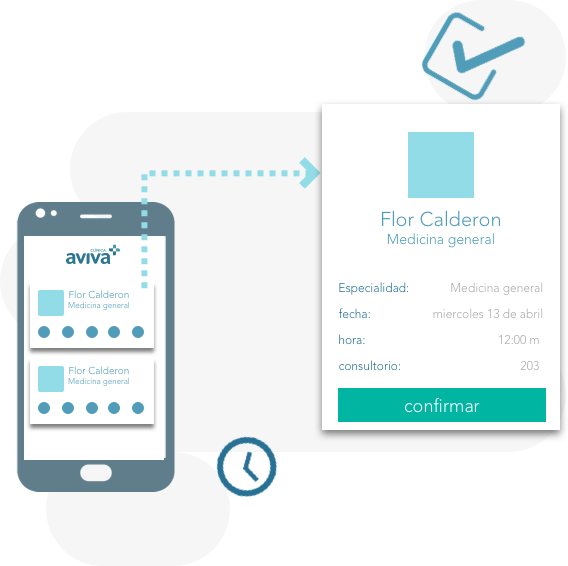 CLÍNICA
aviva
Flor Calderon
Medicina general
Flor Calderon
Medicina general
Flor Calderon
Medicina general
Especialidad: Medicina general
fecha: miercoles 13 de abril
hora: 12:00 m
consultorio: 203
confirmar